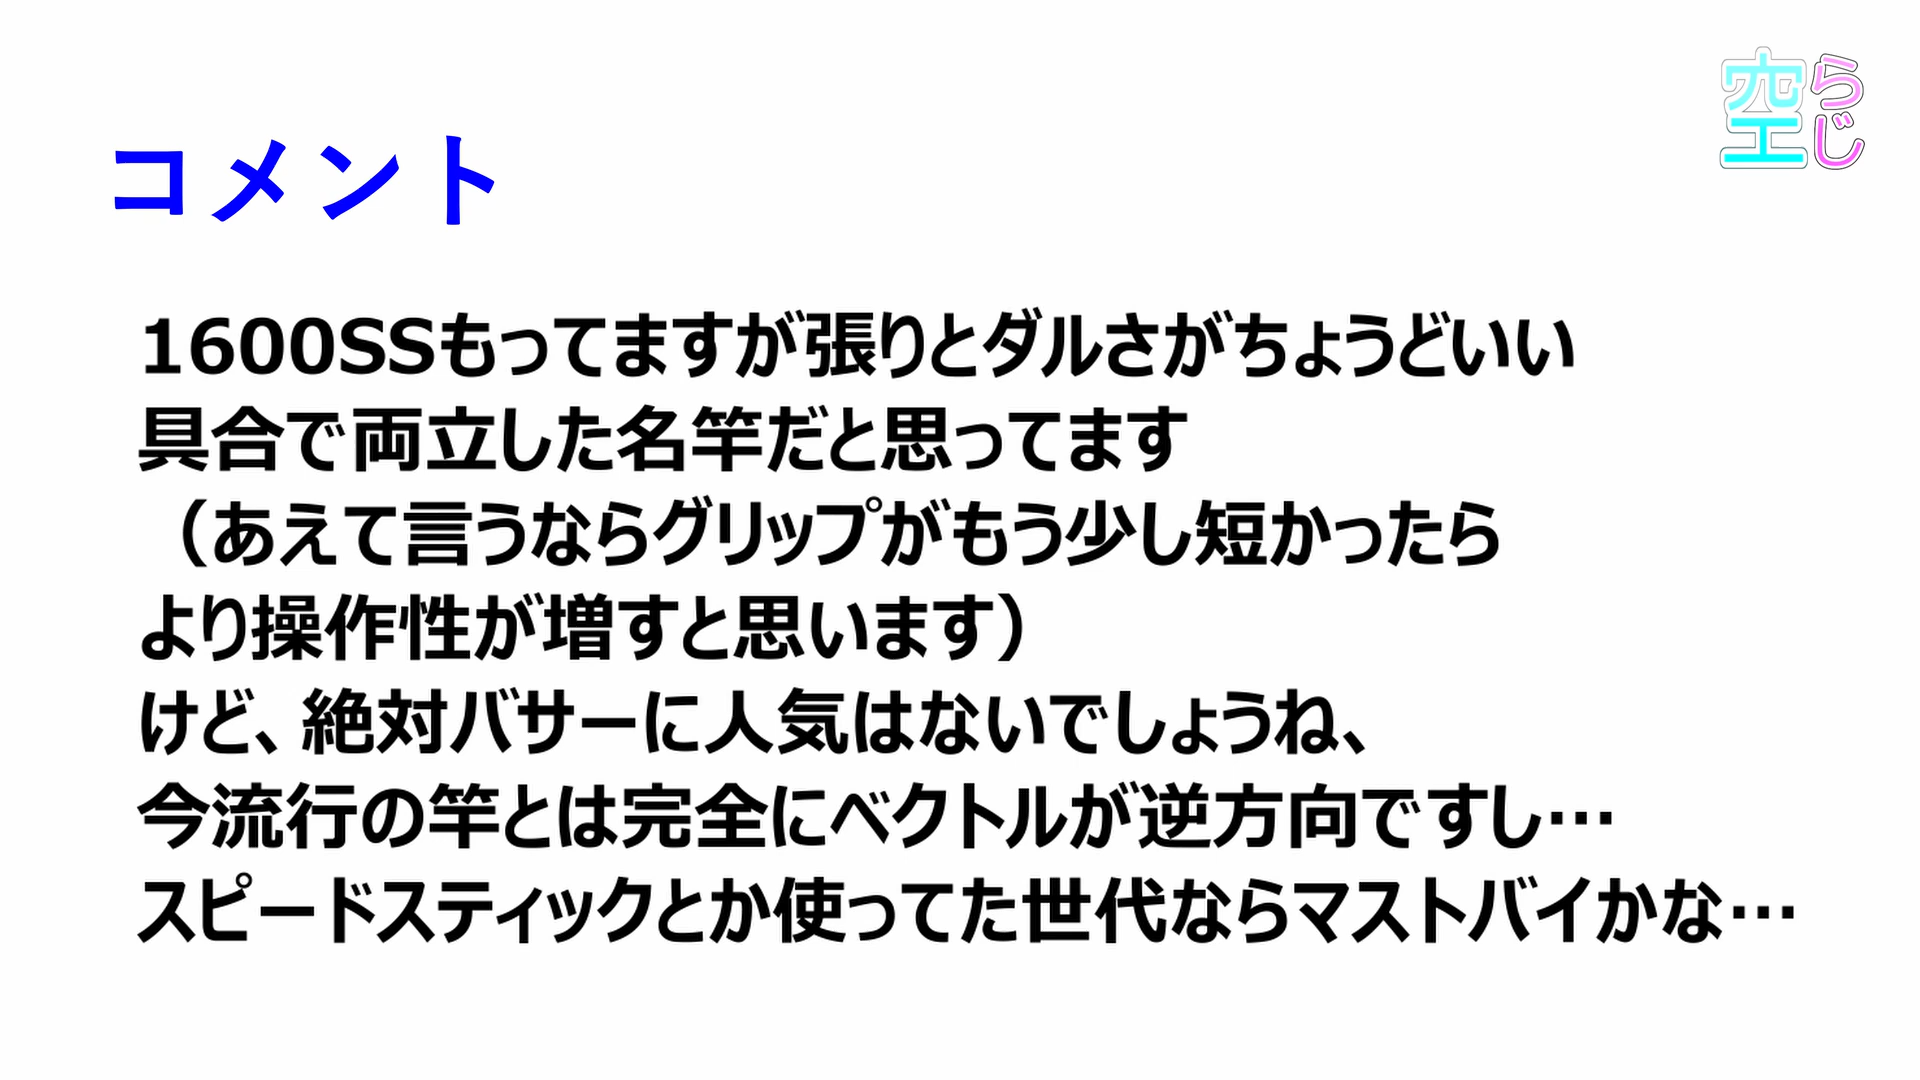 空らじ
コメント
1600SSもってますが張りとダルさがちょうどいい
具合で両立した名竿だと思ってます
（あえて言うならグリップがもう少し短かったら
より操作性が増すと思います）
けど、絶対バサーに人気はないでしょうね、
今流行の竿とは完全にベクトルが逆方向ですし…
スピードスティックとか使ってた世代ならマストバイかな…